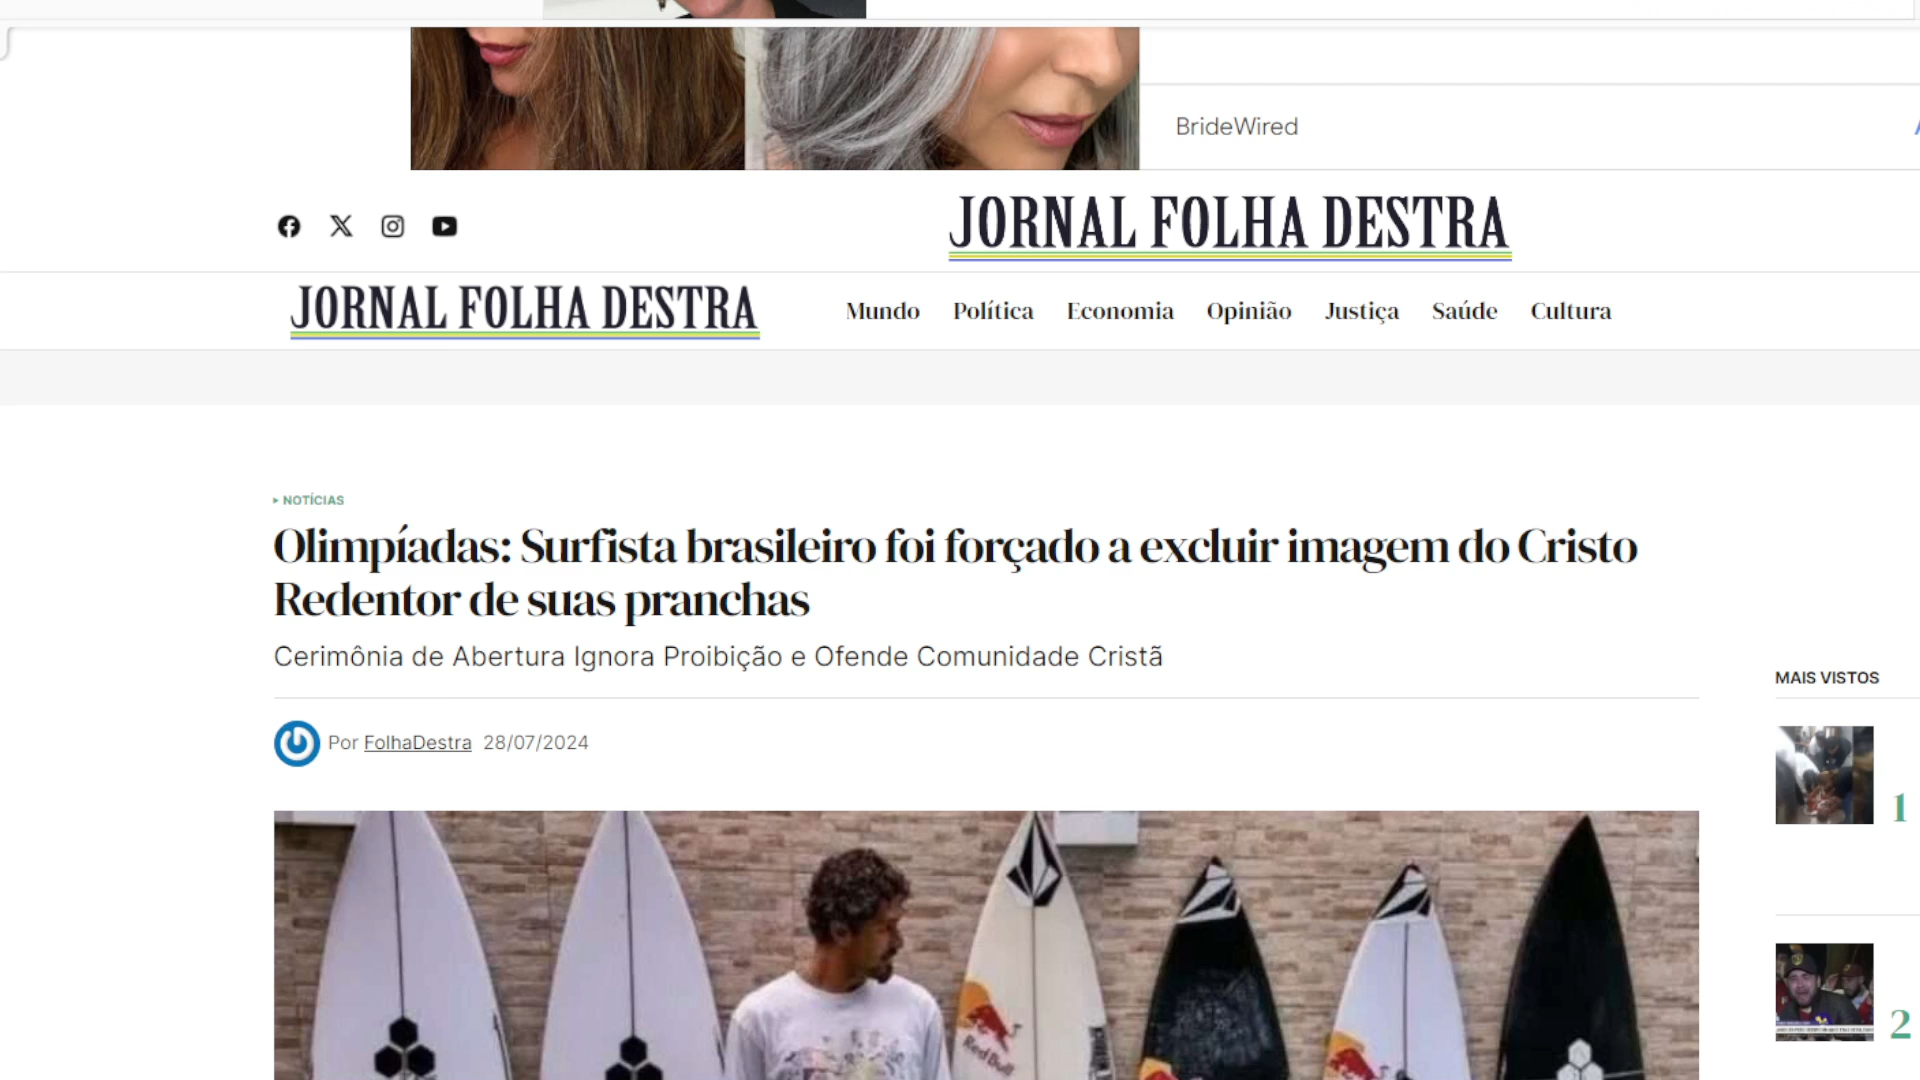 BrideWired
JORNAL FOLHA DESTRA
JORNAL FOLHA DESTRA
Mundo Política Economia Opinião Justiça Saúde Cultura
NOTÍCIAS
Olimpíadas: Surfista brasileiro foi forçado a excluir imagem do Cristo
Redentor de suas pranchas
Cerimônia de Abertura Ignora Proibição e Ofende Comunidade Cristã
Por FolhaDestra 28/07/2024
MAIS VISTOS
1
2
Red Bull